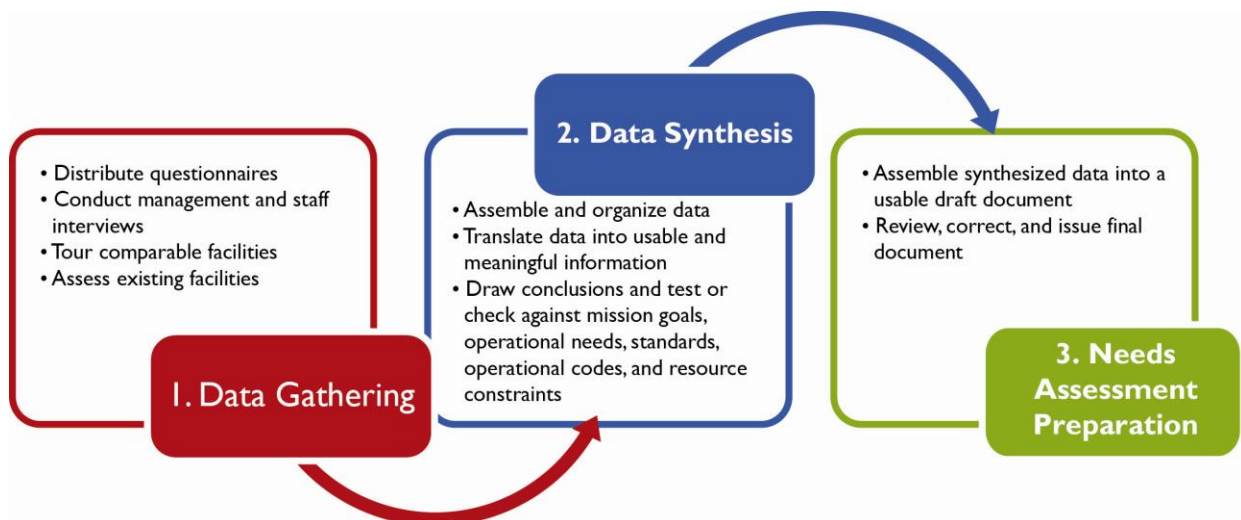 • Distribute questionnaires
• Conduct management and staff
interviews
• Tour comparable facilities
• Assess existing facilities
1. Data Gathering
2. Data Synthesis
• Assemble and organize data
• Translate data into usable and
meaningful information
• Draw conclusions and test or
check against mission goals,
operational needs, standards,
operational codes, and resource
constraints
• Assemble synthesized data into a
usable draft document
• Review, correct, and issue final
document
3. Needs
Assessment
Preparation